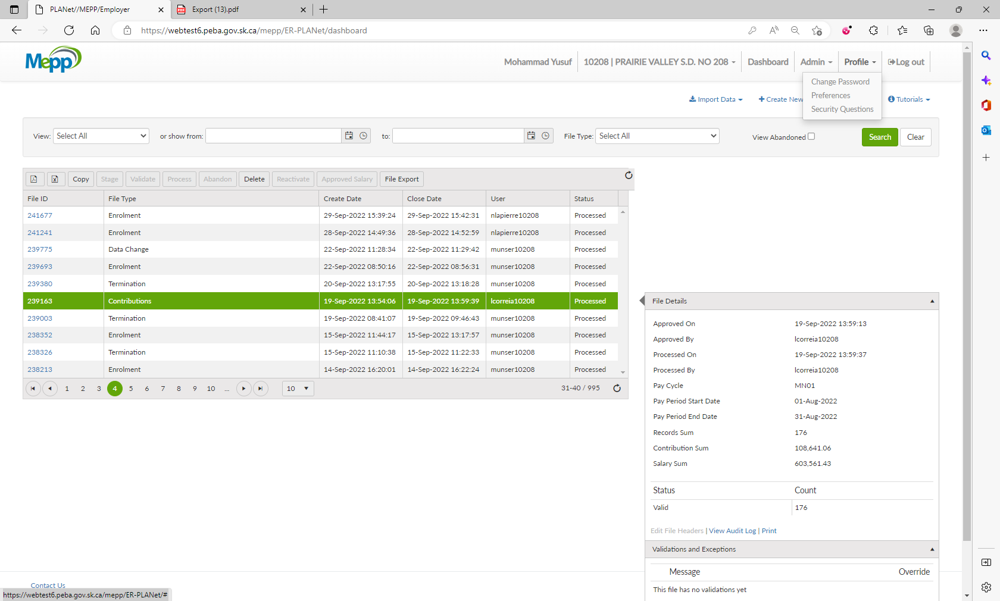 PLANet//MEPP/Employer
Export (13).pdf
https://webtest6.peba.gov.sk.ca/mepp/ER-PLANet/dashboard
Mepp
Mohammad Yusuf
10208 | PRAIRIE VALLEY S.D. NO 208
Dashboard
Admin
Profile
Log out
Change Password
Preferences
Security Questions
Import Data
Create New
Tutorials
View: Select All or show from: to: File Type: Select All View Abandoned Search Clear
Copy Stage Validate Process Abandon Delete Reactivate Approved Salary File Export
File ID File Type Create Date Close Date User Status
241677 Enrolment 29-Sep-2022 15:39:24 29-Sep-2022 15:42:31 nlapierre10208 Processed
241241 Enrolment 28-Sep-2022 14:49:36 28-Sep-2022 14:52:59 nlapierre10208 Processed
239775 Data Change 22-Sep-2022 11:28:34 22-Sep-2022 11:29:42 munser10208 Processed
239693 Enrolment 22-Sep-2022 08:50:16 22-Sep-2022 08:56:31 munser10208 Processed
239380 Termination 20-Sep-2022 13:17:55 20-Sep-2022 13:18:28 munser10208 Processed
239163 Contributions 19-Sep-2022 13:54:06 19-Sep-2022 13:59:39 lcorreia10208 Processed
239003 Termination 19-Sep-2022 08:41:07 19-Sep-2022 09:46:43 munser10208 Processed
238352 Enrolment 15-Sep-2022 11:44:17 15-Sep-2022 13:17:57 munser10208 Processed
238326 Termination 15-Sep-2022 11:10:38 15-Sep-2022 11:22:33 munser10208 Processed
238213 Enrolment 14-Sep-2022 16:20:01 14-Sep-2022 16:22:24 munser10208 Processed
1 2 3 4 5 6 7 8 9 10 ... 10 31-40 / 995
File Details
Approved On 19-Sep-2022 13:59:13
Approved By lcorreia10208
Processed On 19-Sep-2022 13:59:37
Processed By lcorreia10208
Pay Cycle MN01
Pay Period Start Date 01-Aug-2022
Pay Period End Date 31-Aug-2022
Records Sum 176
Contribution Sum 108,641.06
Salary Sum 603,561.43
Status Count
Valid 176
Edit File Headers | View Audit Log | Print
Validations and Exceptions
Message Override
This file has no validations yet
Contact Us
https://webtest6.peba.gov.sk.ca/mepp/ER-PLANet/#